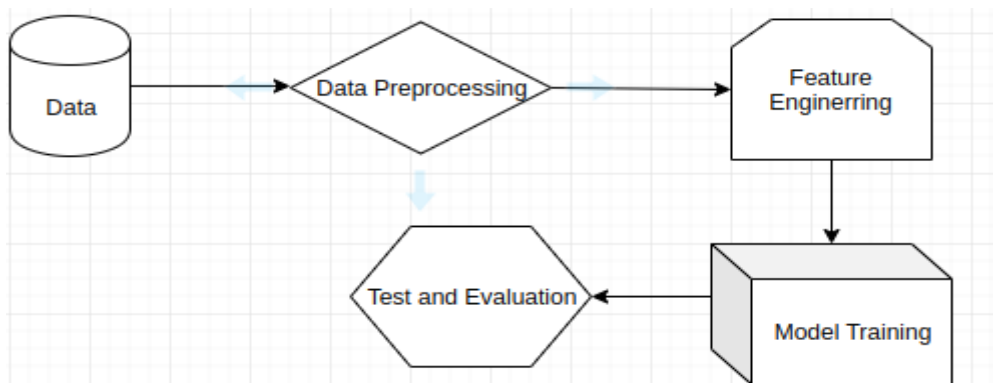 Data
Data Preprocessing
Feature
Enginerring
Test and Evaluation
Model Training